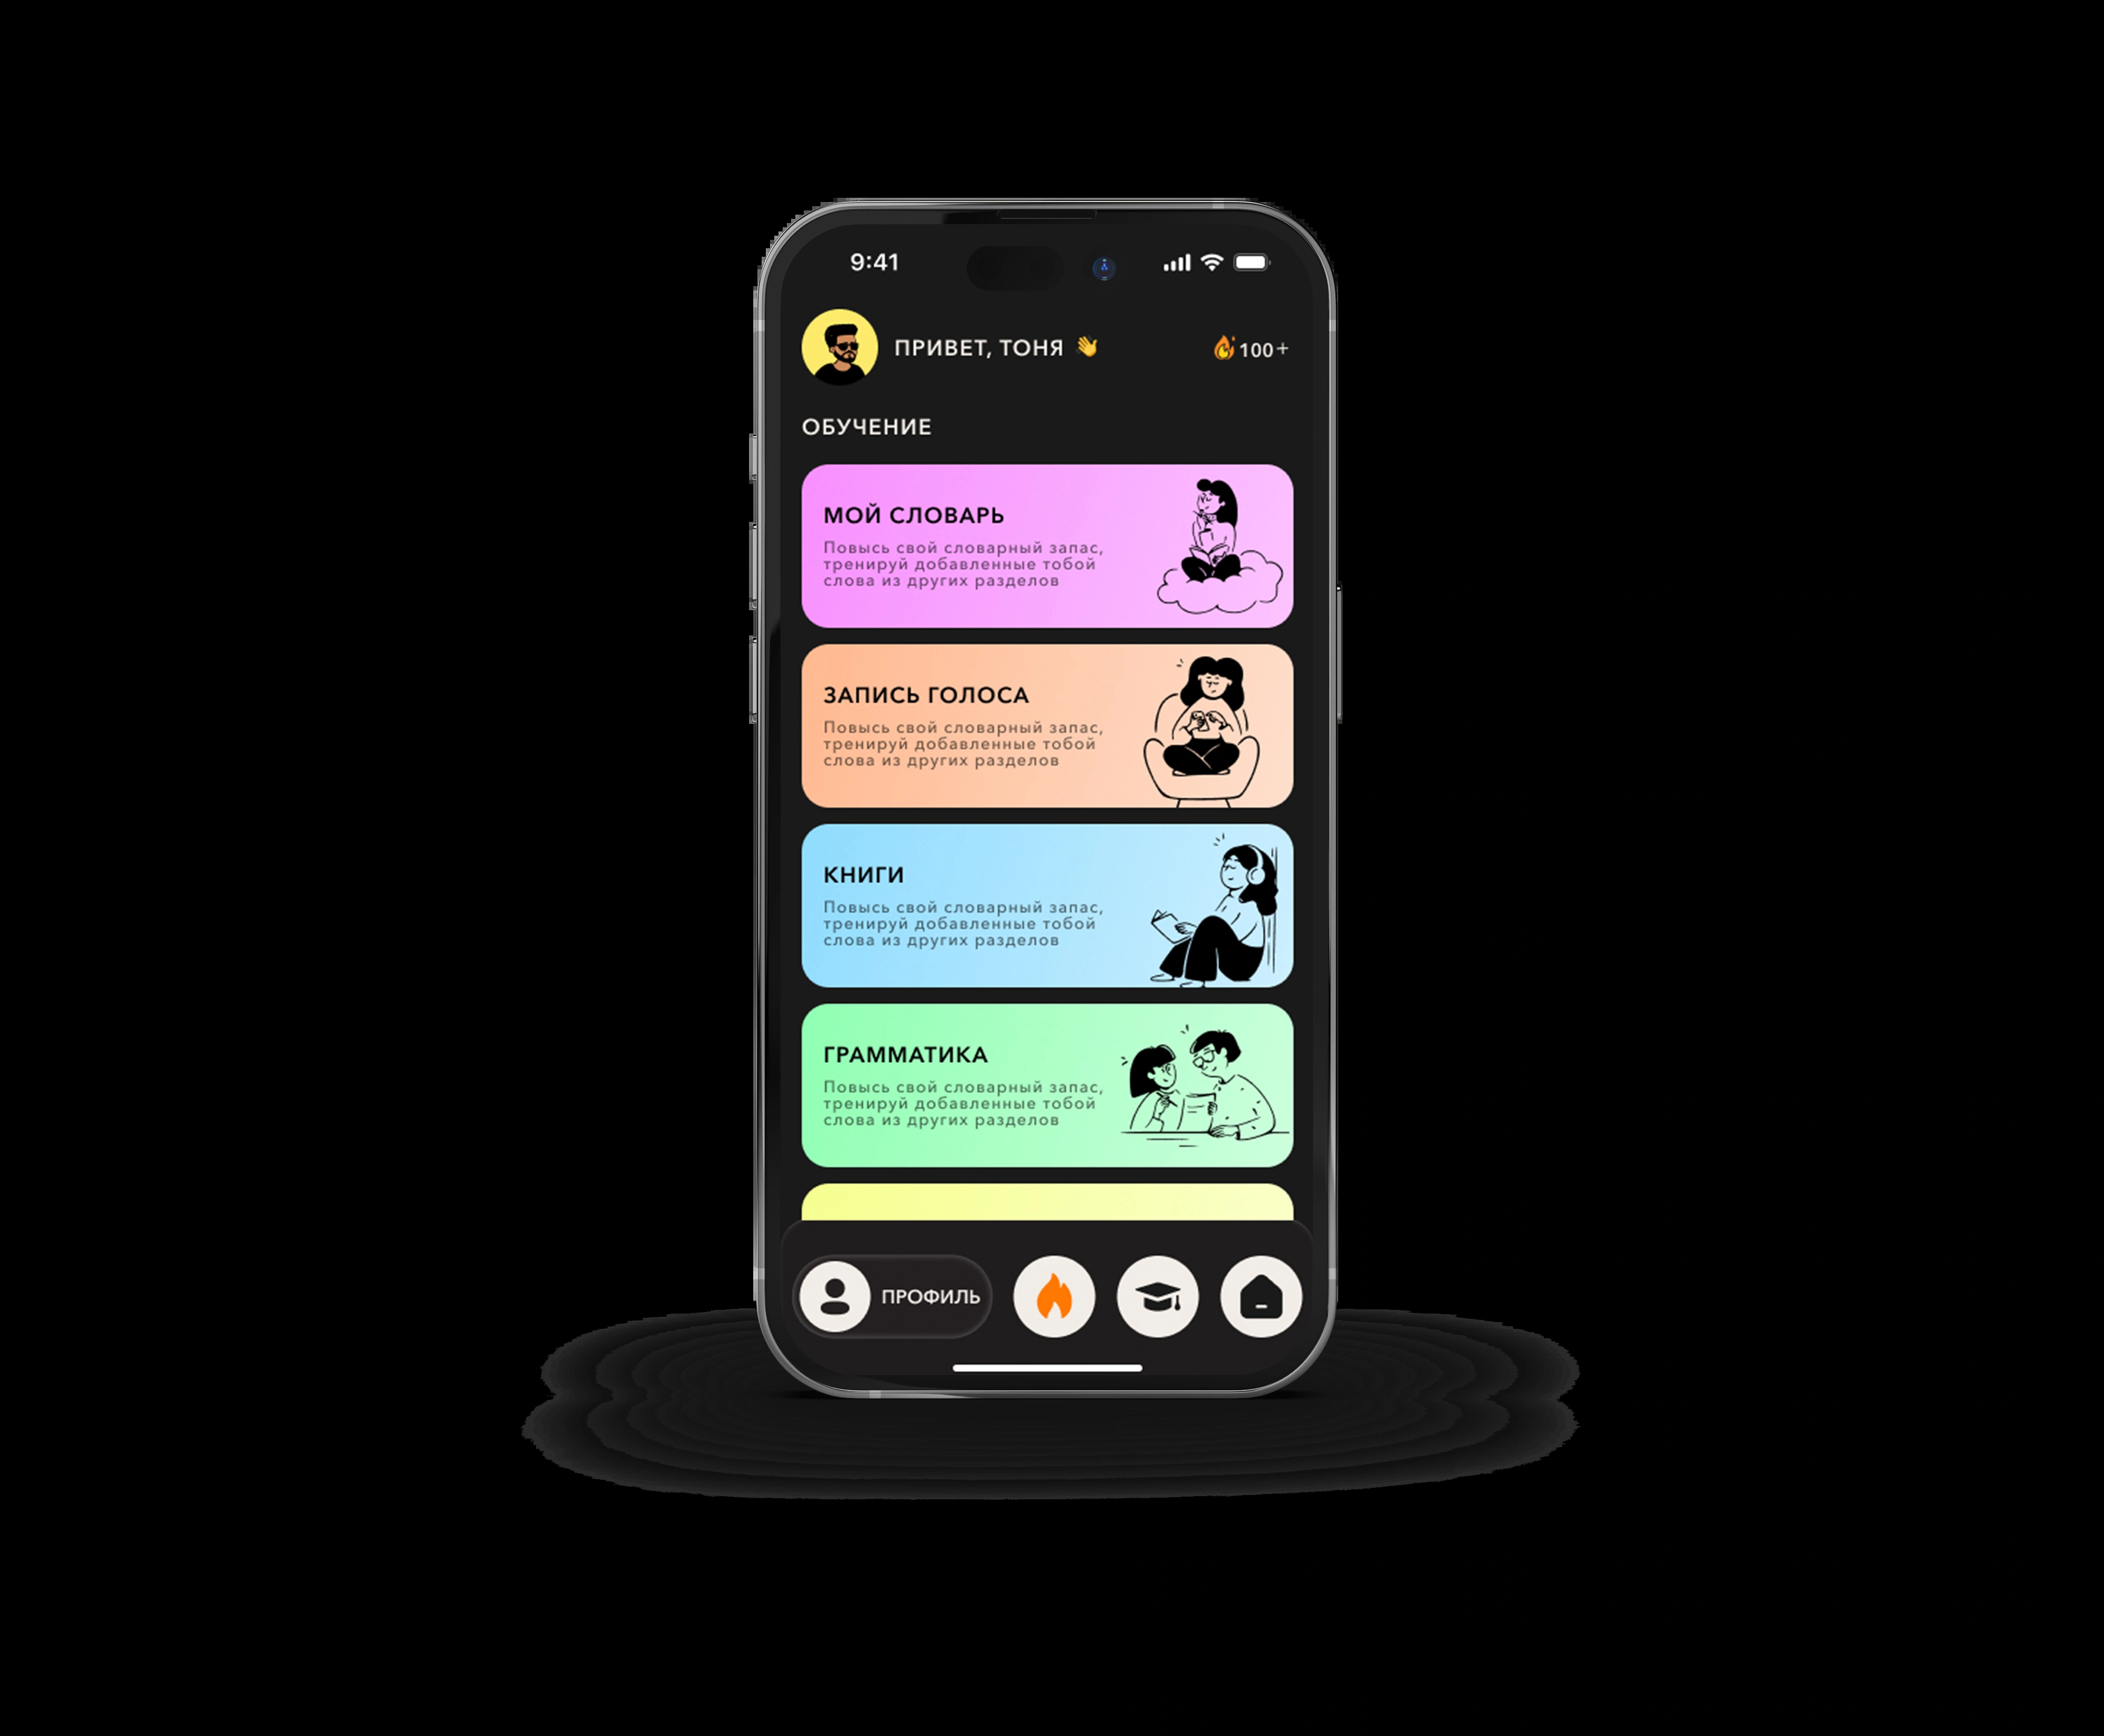 9:41
ПРИВЕТ, ТОНЯ 👋
🔥 100+
ОБУЧЕНИЕ
МОЙ СЛОВАРЬ
Повысь свой словарный запас,
тренируй добавленные тобой
слова из других разделов
ЗАПИСЬ ГОЛОСА
Повысь свой словарный запас,
тренируй добавленные тобой
слова из других разделов
КНИГИ
Повысь свой словарный запас,
тренируй добавленные тобой
слова из других разделов
ГРАММАТИКА
Повысь свой словарный запас,
тренируй добавленные тобой
слова из других разделов
ПРОФИЛЬ